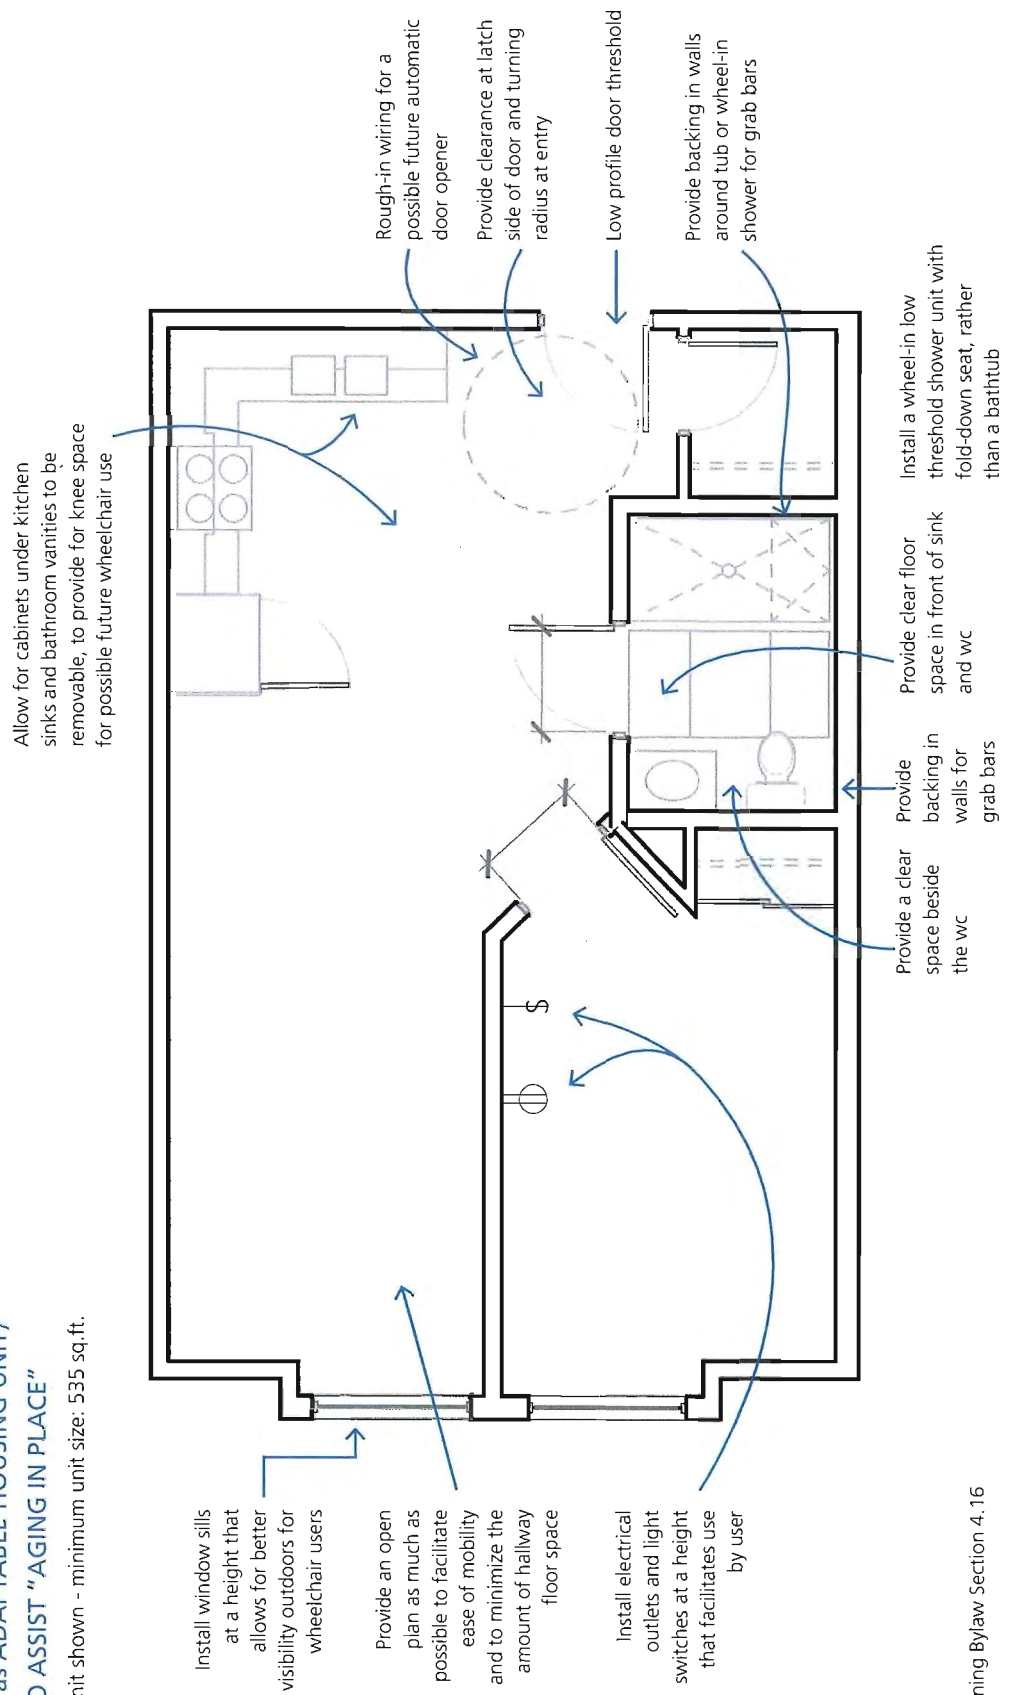 as ADAPTABLE HOUSING UNIT,
O ASSIST "AGING IN PLACE"
nit shown - minimum unit size: 535 sq.ft.
Allow for cabinets under kitchen
sinks and bathroom vanities to be
removable, to provide for knee space
for possible future wheelchair use
Install window sills
at a height that
allows for better
visibility outdoors for
wheelchair users
Provide an open
plan as much as
possible to facilitate
ease of mobility
and to minimize the
amount of hallway
floor space
Install electrical
outlets and light
switches at a height
that facilitates use
by user
Rough-in wiring for a
possible future automatic
door opener
Provide clearance at latch
side of door and turning
radius at entry
Low profile door threshold
Provide backing in walls
around tub or wheel-in
shower for grab bars
Provide a clear
space beside
the wc
Provide
backing in
walls for
grab bars
Provide clear floor
space in front of sink
and wc
Install a wheel-in low
threshold shower unit with
fold-down seat, rather
than a bathtub
ning Bylaw Section 4.16